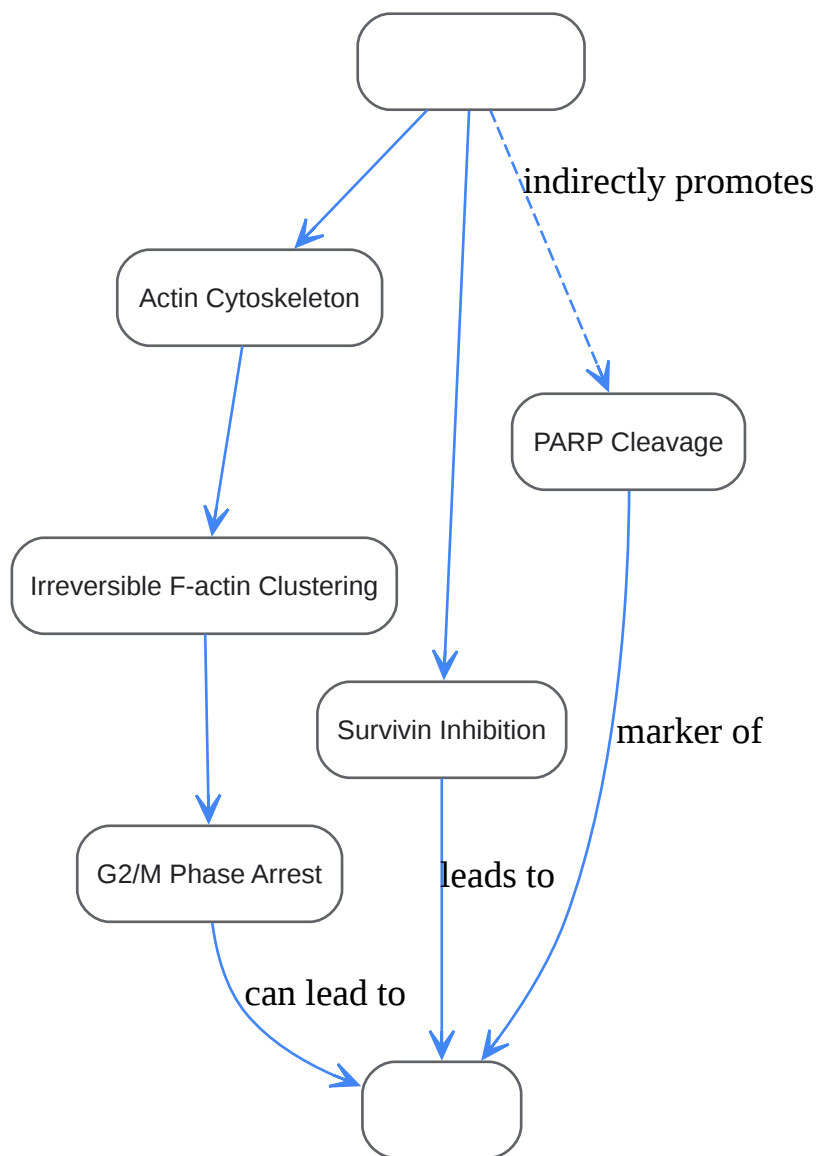 indirectly promotes
Actin Cytoskeleton
PARP Cleavage
Irreversible F-actin Clustering
Survivin Inhibition
marker of
G2/M Phase Arrest
leads to
can lead to